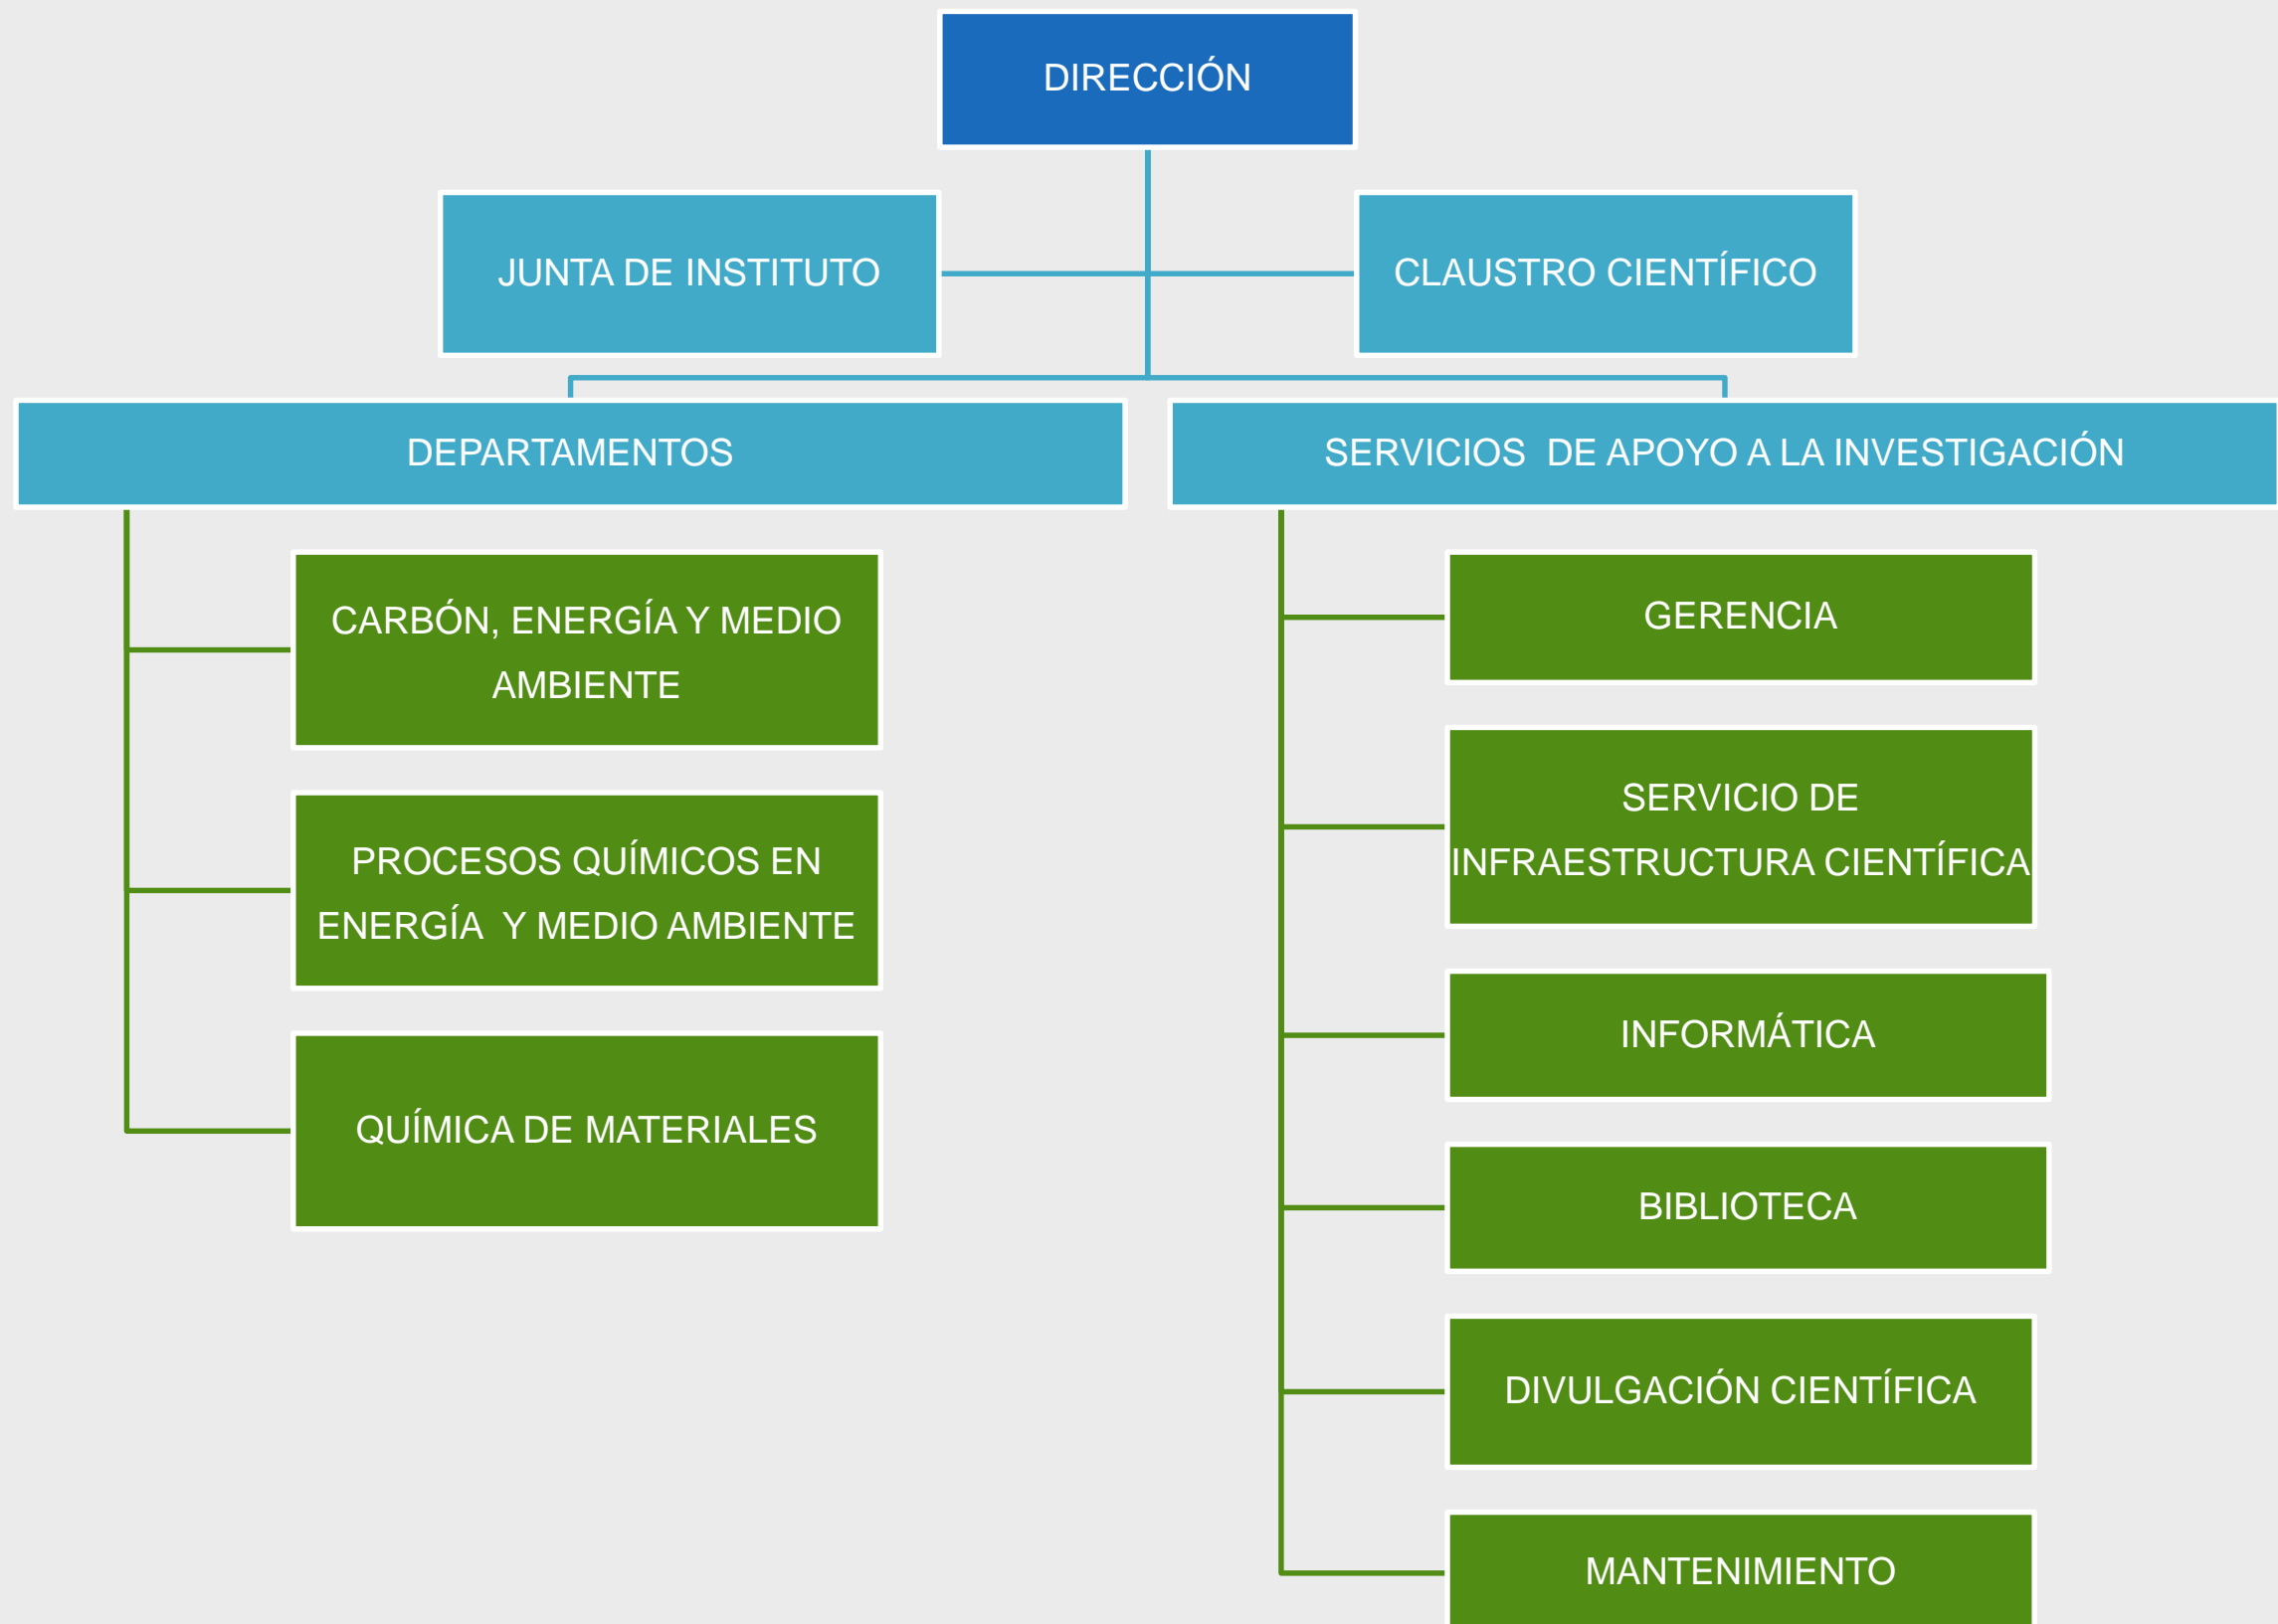 DIRECCIÓN
JUNTA DE INSTITUTO
CLAUSTRO CIENTÍFICO
DEPARTAMENTOS
SERVICIOS  DE APOYO A LA INVESTIGACIÓN
CARBÓN, ENERGÍA Y MEDIO
AMBIENTE
PROCESOS QUÍMICOS EN
ENERGÍA  Y MEDIO AMBIENTE
QUÍMICA DE MATERIALES
GERENCIA
SERVICIO DE
INFRAESTRUCTURA CIENTÍFICA
INFORMÁTICA
BIBLIOTECA
DIVULGACIÓN CIENTÍFICA
MANTENIMIENTO